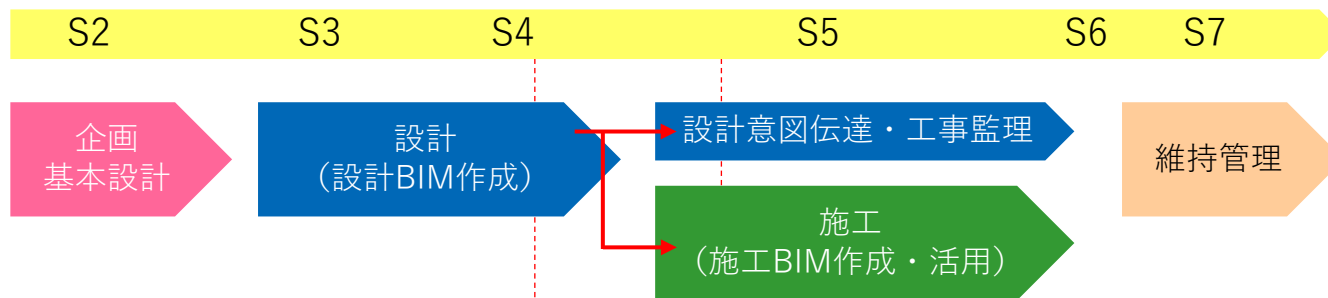 S2 S3 S4 S5 S6 S7
企画
基本設計
設計
（設計BIM作成）
設計意図伝達・工事監理
施工
（施工BIM作成・活用）
維持管理